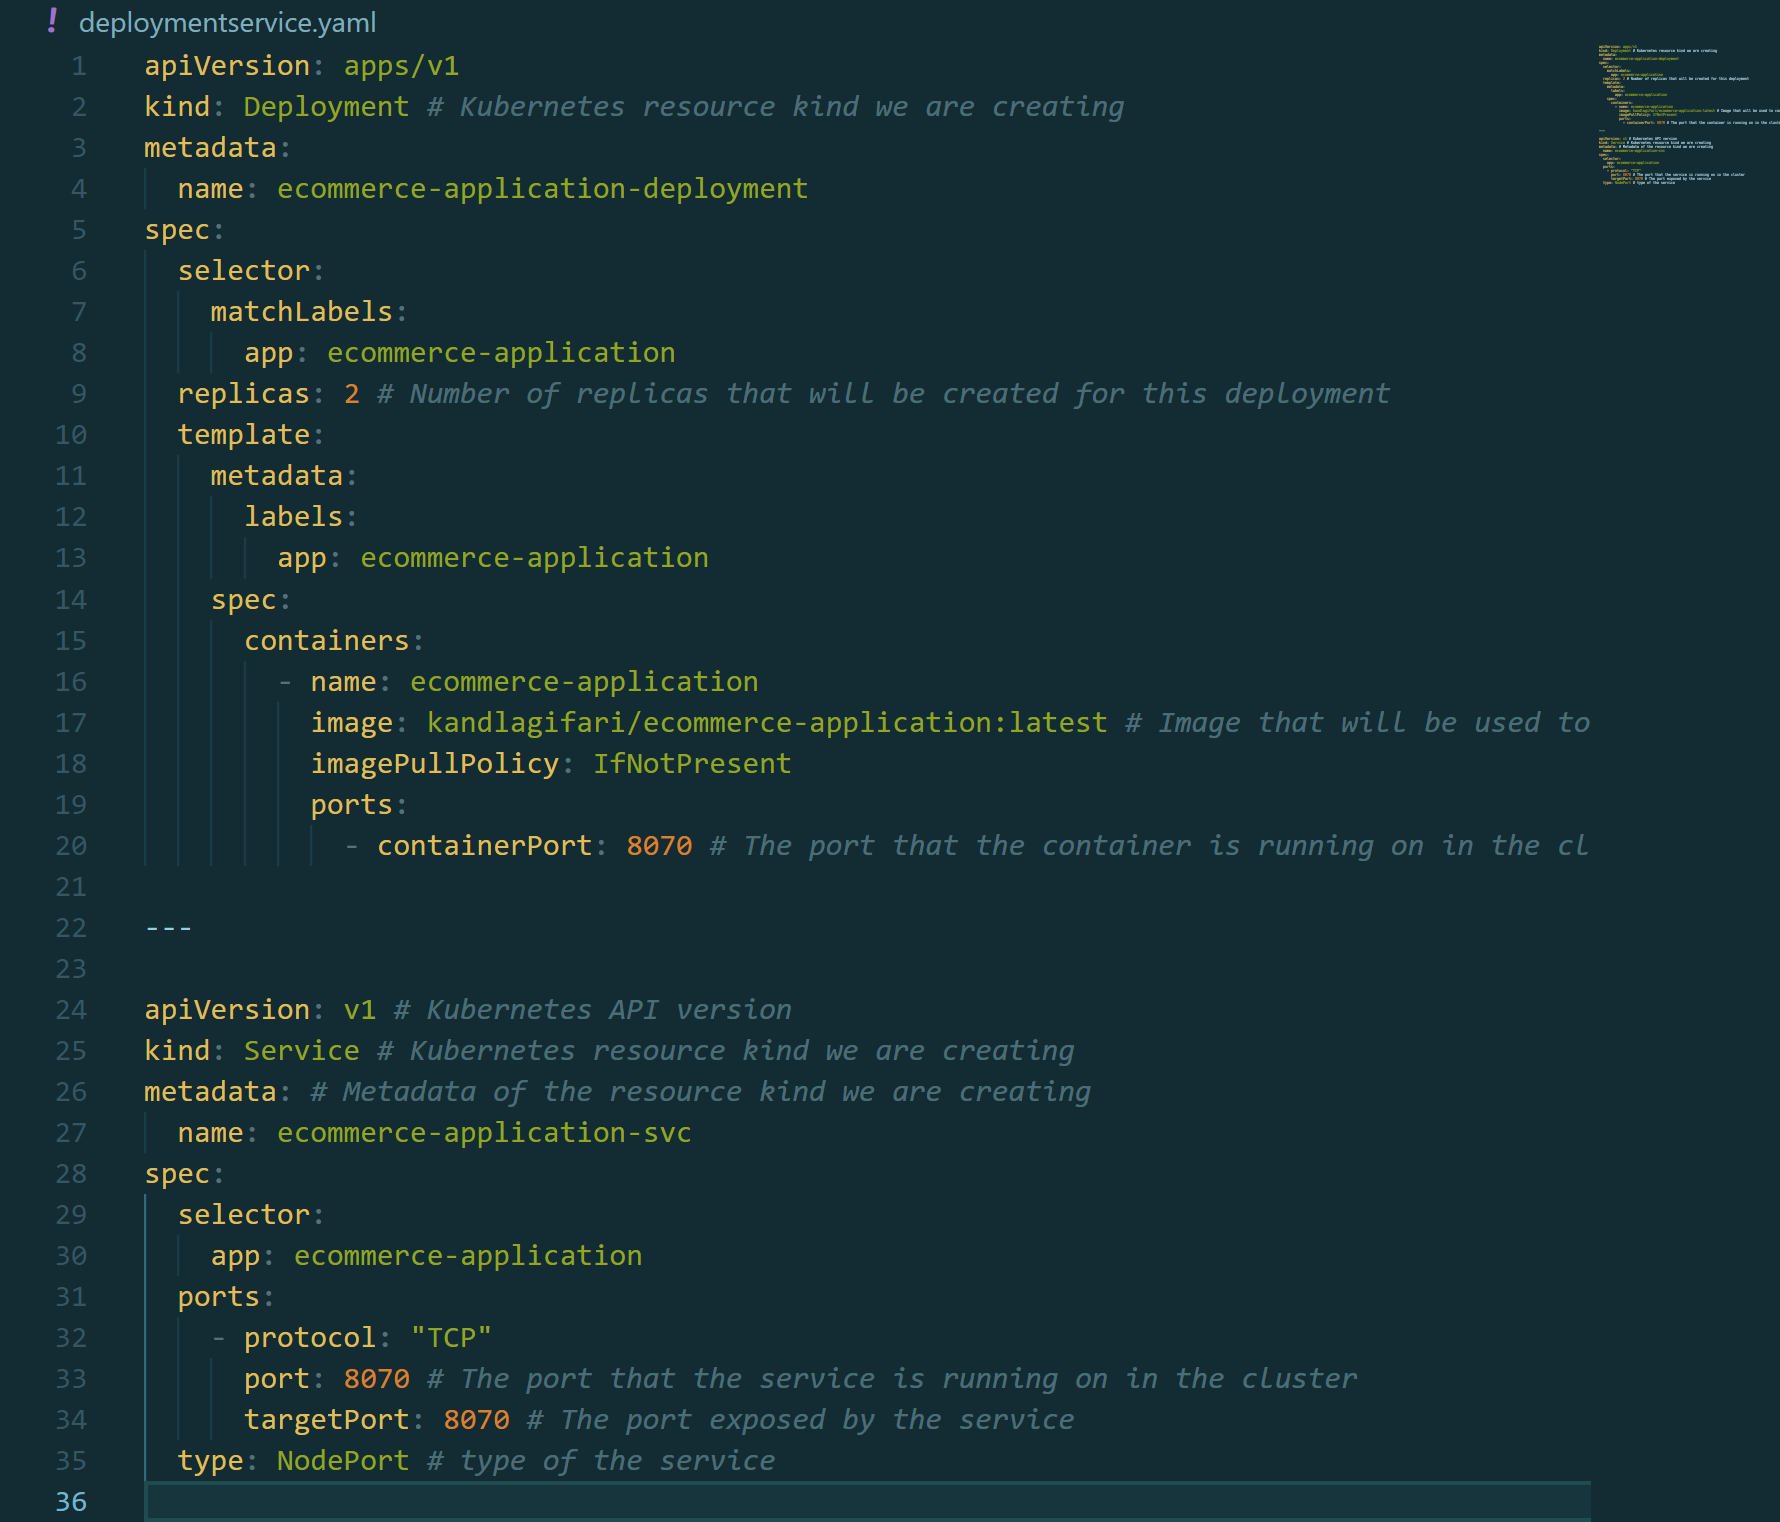 ! deploymentservice.yaml
1 apiVersion: apps/v1
2 kind: Deployment # Kubernetes resource kind we are creating
3 metadata:
4   name: ecommerce-application-deployment
5 spec:
6   selector:
7     matchLabels:
8       app: ecommerce-application
9   replicas: 2 # Number of replicas that will be created for this deployment
10   template:
11     metadata:
12       labels:
13         app: ecommerce-application
14     spec:
15       containers:
16         - name: ecommerce-application
17           image: kandlagifari/ecommerce-application:latest # Image that will be used to
18           imagePullPolicy: IfNotPresent
19           ports:
20             - containerPort: 8070 # The port that the container is running on in the cl
21
22 ---
23
24 apiVersion: v1 # Kubernetes API version
25 kind: Service # Kubernetes resource kind we are creating
26 metadata: # Metadata of the resource kind we are creating
27   name: ecommerce-application-svc
28 spec:
29   selector:
30     app: ecommerce-application
31   ports:
32     - protocol: "TCP"
33       port: 8070 # The port that the service is running on in the cluster
34       targetPort: 8070 # The port exposed by the service
35   type: NodePort # type of the service
36